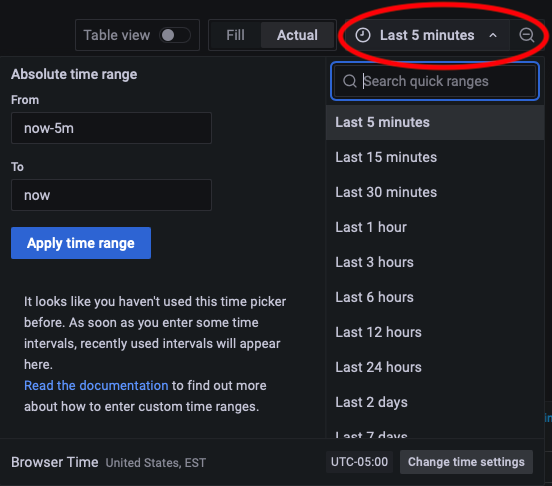 Table view
Fill
Actual
Last 5 minutes
Absolute time range
From
now-5m
To
now
Apply time range
It looks like you haven't used this time picker
before. As soon as you enter some time
intervals, recently used intervals will appear
here.
Read the documentation to find out more
about how to enter custom time ranges.
Search quick ranges
Last 5 minutes
Last 15 minutes
Last 30 minutes
Last 1 hour
Last 3 hours
Last 6 hours
Last 12 hours
Last 24 hours
Last 2 days
Last 7 days
Browser Time United States, EST
UTC-05:00
Change time settings